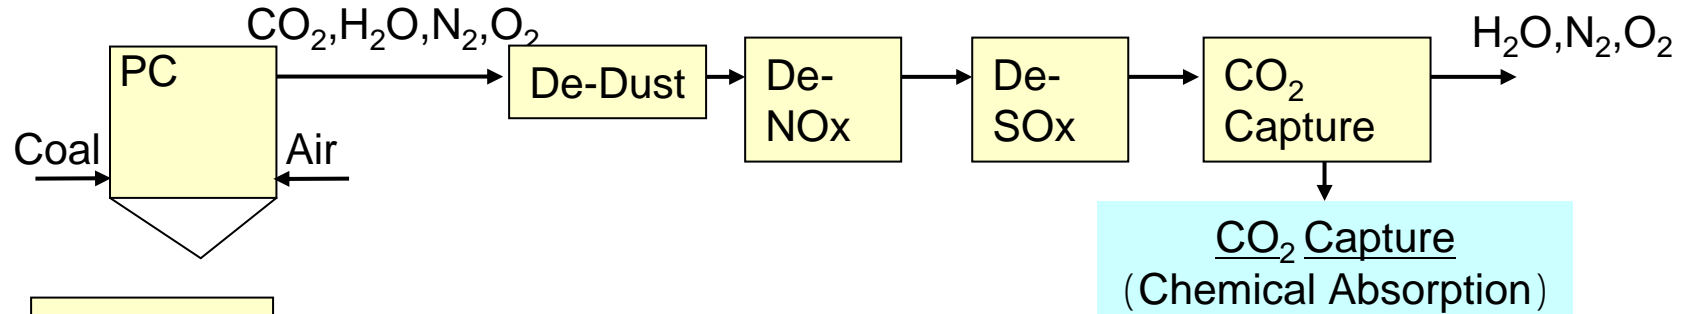 CO₂,H₂O,N₂,O₂
H₂O,N₂,O₂
PC
De-Dust
De-
NOx
De-
SOx
CO₂
Capture
Coal
Air
CO₂ Capture
(Chemical Absorption)